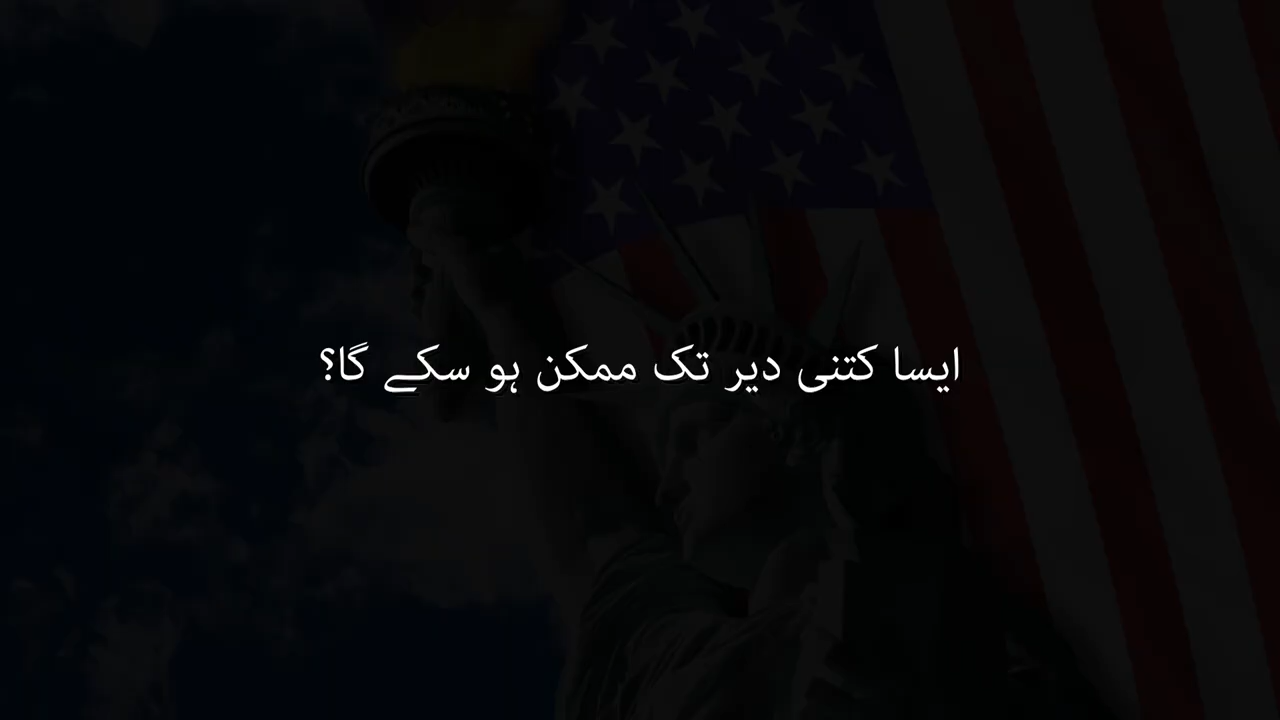 ایسا کتنی دیر تک ممکن ہو سکے گا؟